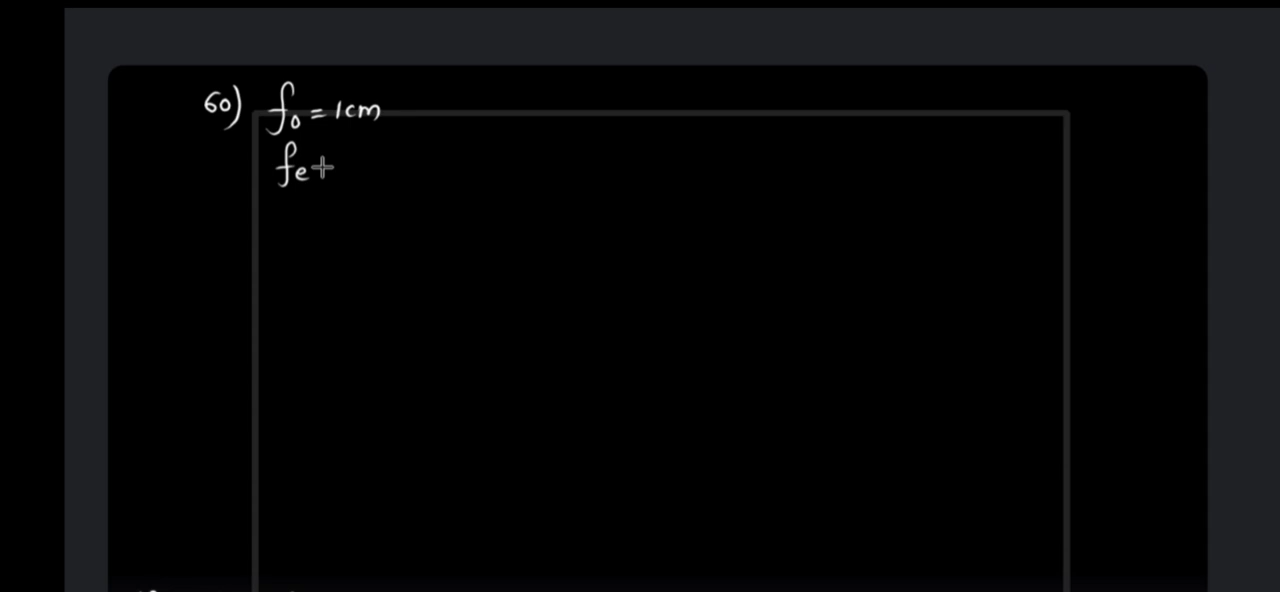 60) f₀ = 1cm
fe